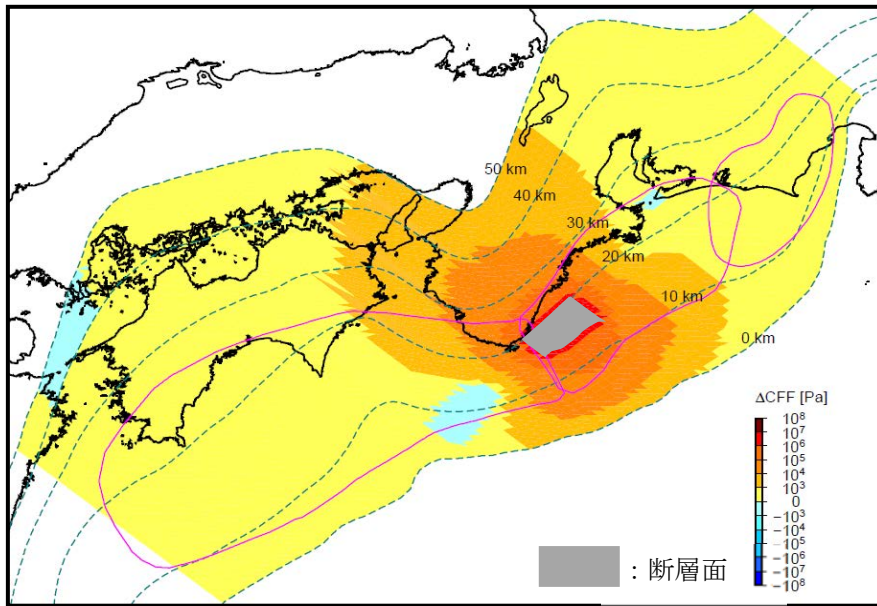 50 km
40 km
30 km
20 km
10 km
0 km
ΔCFF [Pa]
10⁸
10⁷
10⁶
10⁵
10⁴
10³
0
−10³
−10⁴
−10⁵
−10⁶
−10⁷
−10⁸
：断層面